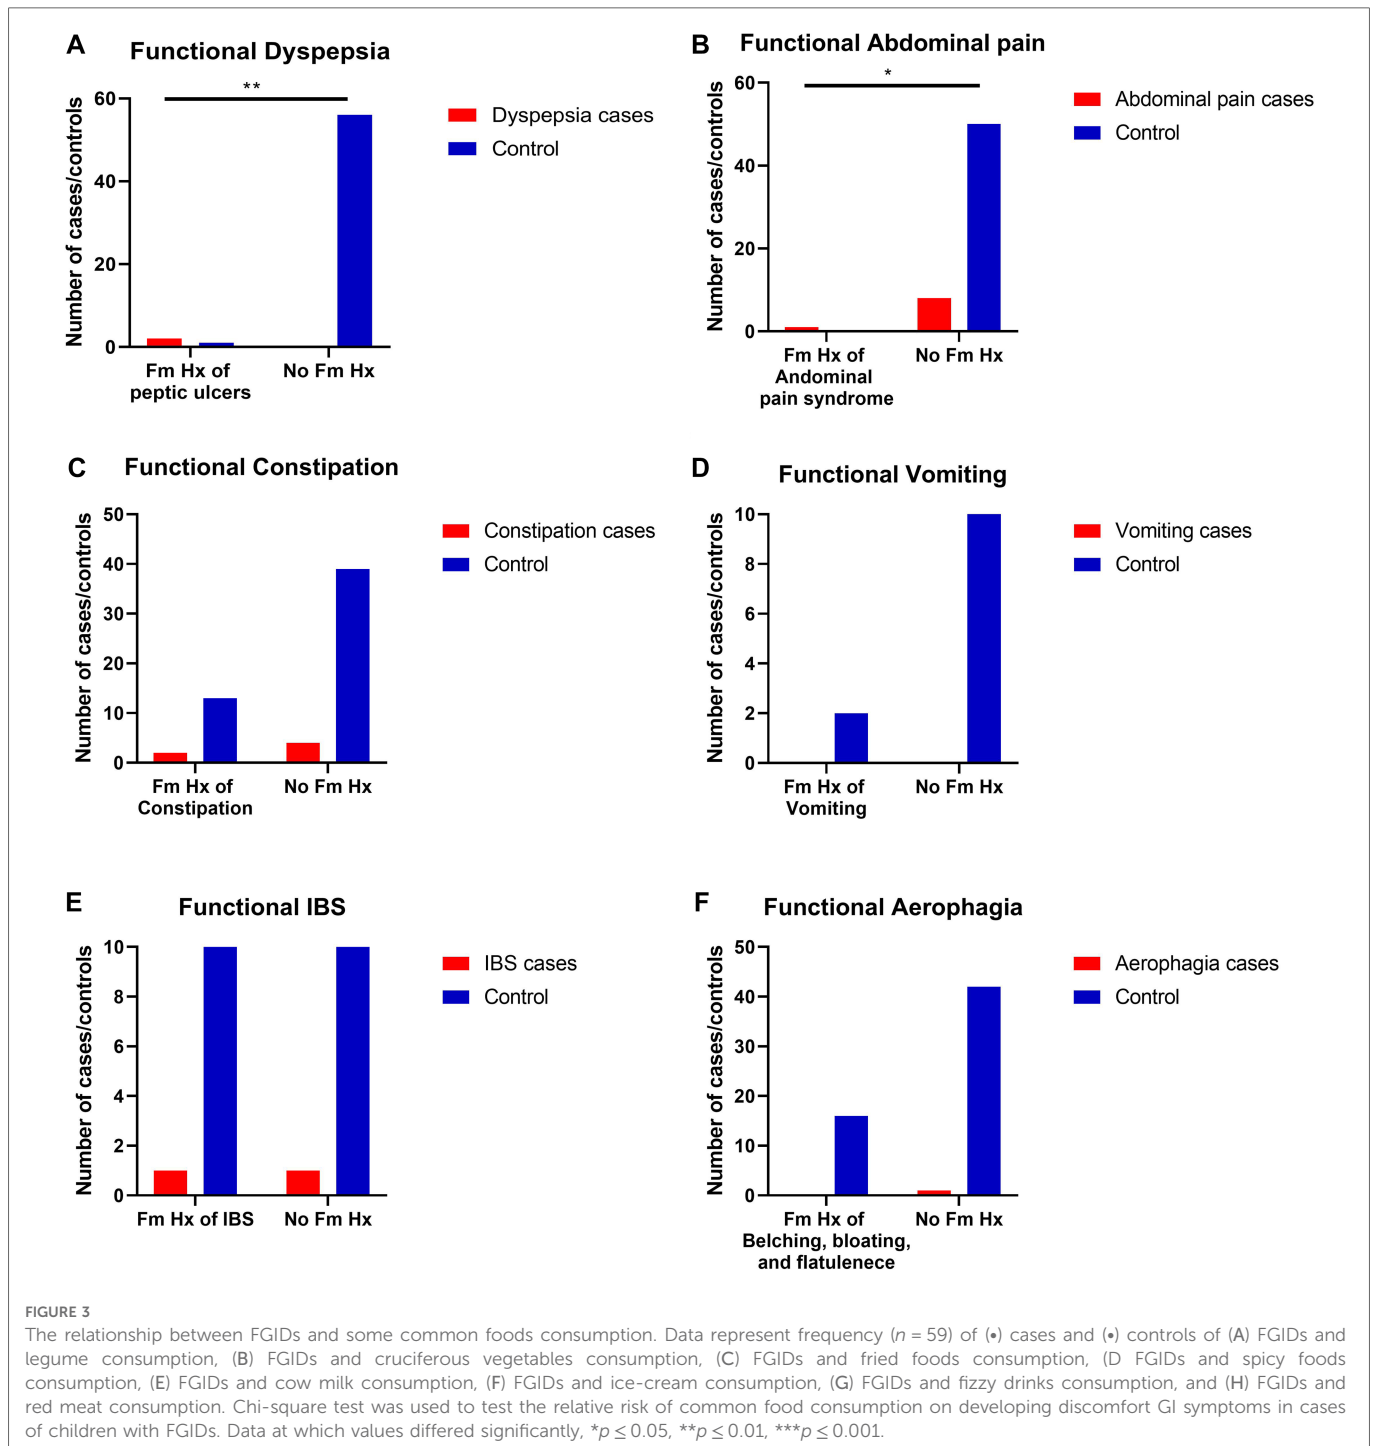 A
Functional Dyspepsia
**
Number of cases/controls
60
40
20
0
Fm Hx of
peptic ulcers
No Fm Hx
Dyspepsia cases
Control
B
Functional Abdominal pain
*
Number of cases/controls
60
40
20
0
Fm Hx of
Andominal
pain syndrome
No Fm Hx
Abdominal pain cases
Control
C
Functional Constipation
Number of cases/controls
50
40
30
20
10
0
Fm Hx of
Constipation
No Fm Hx
Constipation cases
Control
D
Functional Vomiting
Number of cases/controls
10
8
6
4
2
0
Fm Hx of
Vomiting
No Fm Hx
Vomiting cases
Control
E
Functional IBS
Number of cases/controls
10
8
6
4
2
0
Fm Hx of IBS
No Fm Hx
IBS cases
Control
F
Functional Aerophagia
Number of cases/controls
50
40
30
20
10
0
Fm Hx of
Belching, bloating,
and flatulenece
No Fm Hx
Aerophagia cases
Control
FIGURE 3
The relationship between FGIDs and some common foods consumption. Data represent frequency (n = 59) of (•) cases and (•) controls of (A) FGIDs and
legume consumption, (B) FGIDs and cruciferous vegetables consumption, (C) FGIDs and fried foods consumption, (D FGIDs and spicy foods
consumption, (E) FGIDs and cow milk consumption, (F) FGIDs and ice-cream consumption, (G) FGIDs and fizzy drinks consumption, and (H) FGIDs and
red meat consumption. Chi-square test was used to test the relative risk of common food consumption on developing discomfort GI symptoms in cases
of children with FGIDs. Data at which values differed significantly, *p ≤ 0.05, **p ≤ 0.01, ***p ≤ 0.001.